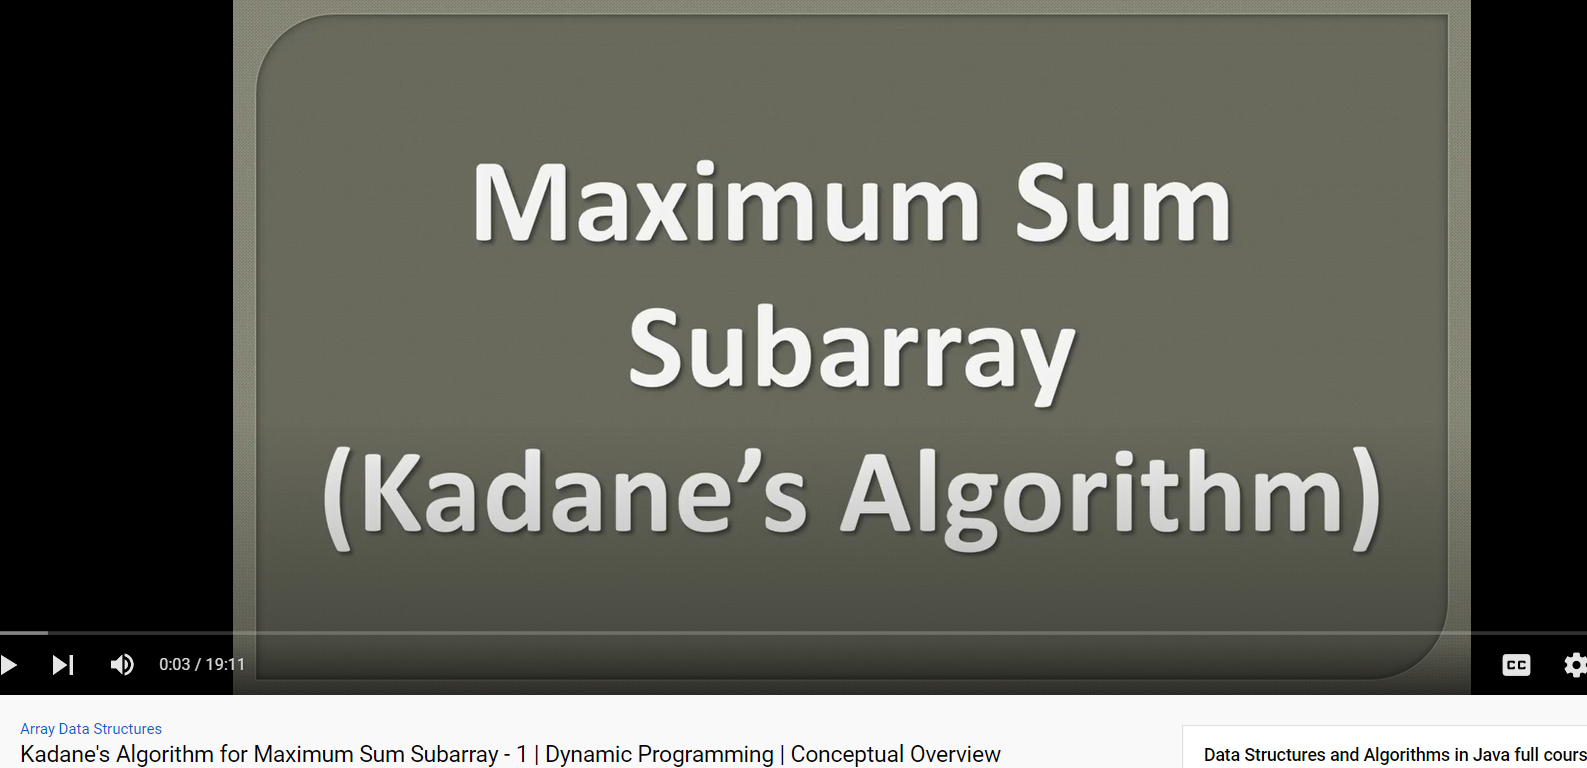 Maximum Sum
Subarray
(Kadane’s Algorithm)
0:03 / 19:11
CC
Array Data Structures
Kadane's Algorithm for Maximum Sum Subarray - 1 | Dynamic Programming | Conceptual Overview
Data Structures and Algorithms in Java full cours